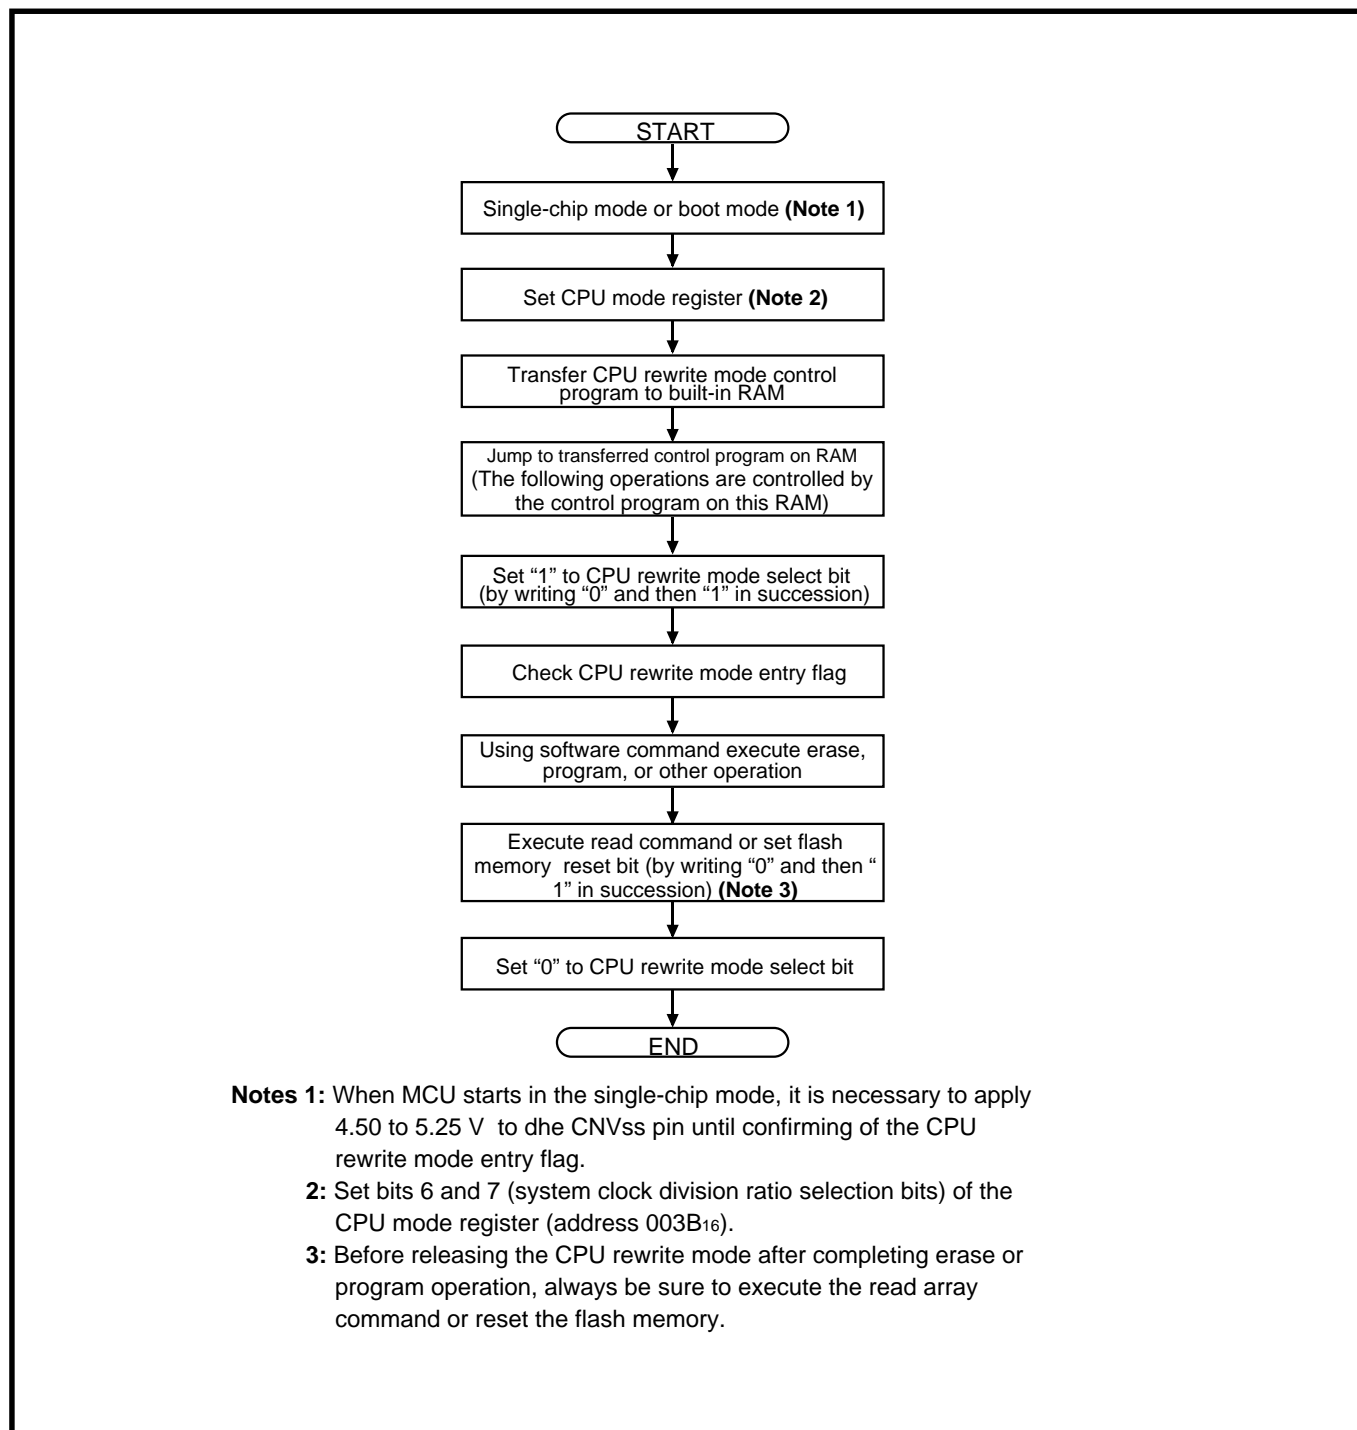 START
Single-chip mode or boot mode (Note 1)
Set CPU mode register (Note 2)
Transfer CPU rewrite mode control
program to built-in RAM
Jump to transferred control program on RAM
(The following operations are controlled by
the control program on this RAM)
Set “1” to CPU rewrite mode select bit
(by writing “0” and then “1” in succession)
Check CPU rewrite mode entry flag
Using software command execute erase,
program, or other operation
Execute read command or set flash
memory  reset bit (by writing “0” and then “
1” in succession) (Note 3)
Set “0” to CPU rewrite mode select bit
END
Notes 1: When MCU starts in the single-chip mode, it is necessary to apply
4.50 to 5.25 V  to dhe CNVss pin until confirming of the CPU
rewrite mode entry flag.
2: Set bits 6 and 7 (system clock division ratio selection bits) of the
CPU mode register (address 003B16).
3: Before releasing the CPU rewrite mode after completing erase or
program operation, always be sure to execute the read array
command or reset the flash memory.